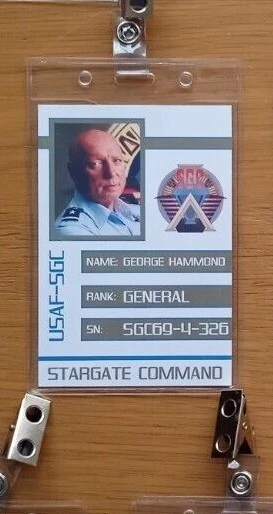 USAF-SGC
NAME: GEORGE HAMMOND
RANK: GENERAL
SN: SGC69-4-326
STARGATE COMMAND